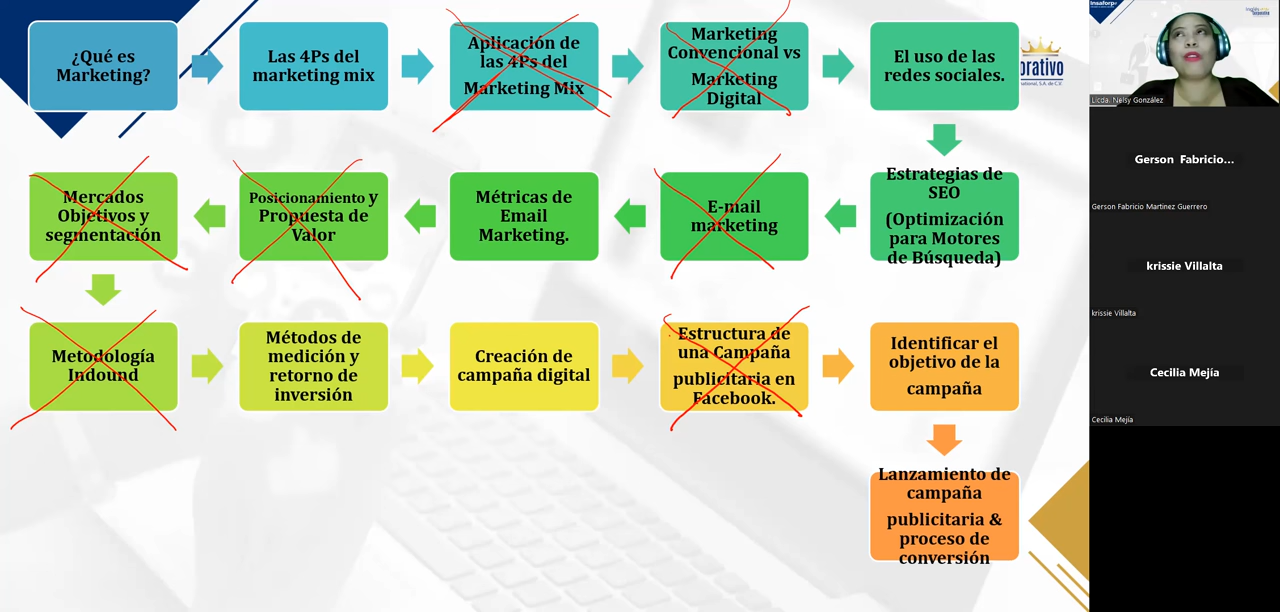 ¿Qué es
Marketing?
Las 4Ps del
marketing mix
Aplicación de
las 4Ps del
Marketing Mix
Marketing
Convencional vs
Marketing
Digital
El uso de las
redes sociales.
orativo
Mercados
Objetivos y
segmentación
Posicionamiento y
Propuesta de
Valor
Métricas de
Email
Marketing.
E-mail
marketing
Estrategias de
SEO
(Optimización
para Motores
de Búsqueda)
Metodología
Indound
Métodos de
medición y
retorno de
inversión
Creación de
campaña digital
Estructura de
una Campaña
publicitaria en
Facebook.
Identificar el
objetivo de la
campaña
Lanzamiento de
campaña
publicitaria &
proceso de
conversión
Insaforp
Licda. Nelsy González
Gerson Fabricio...
Gerson Fabricio Martinez Guerrero
krissie Villalta
krissie Villalta
Cecilia Mejía
Cecilia Mejía